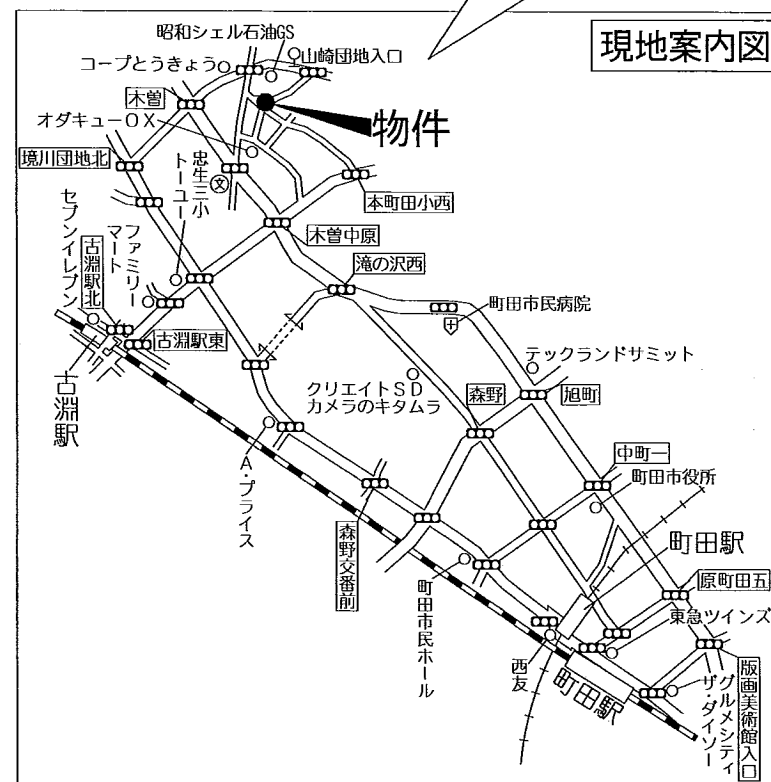 現地案内図
昭和シェル石油GS
山崎団地入口
コープとうきょう
木曽
オダキューOX
物件
境川団地北
忠生三小
トーユー
文
本町田小西
セブンイレブン
ファミリー
マート
古淵駅北
木曽中原
滝の沢西
町田市民病院
古淵駅東
古淵駅
テックランドサミット
クリエイトSD
カメラのキタムラ
森野
旭町
A・プライス
中町一
町田市役所
森野交番前
町田駅
町田市民ホール
原町田五
東急ツインズ
西友
町田駅
グルメシティ
ザ・ダイソー
版画美術館入口